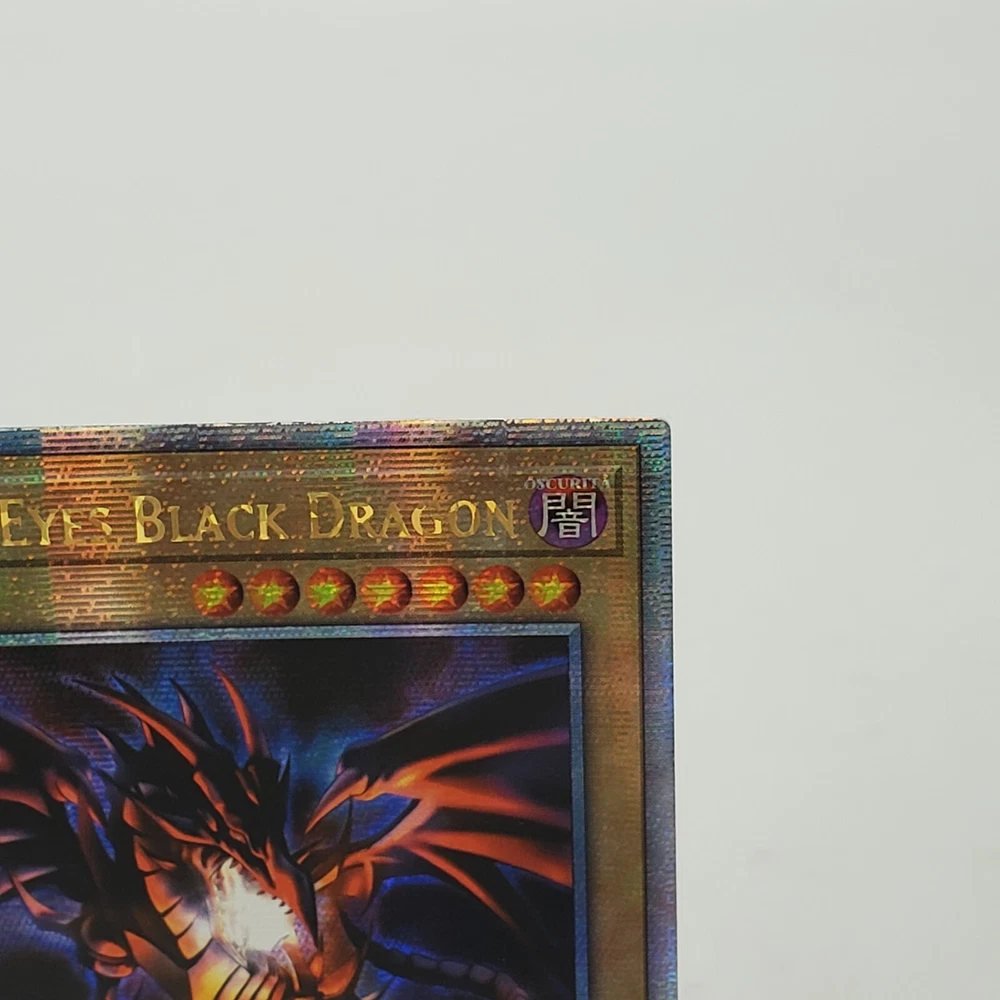 OSCURITÀ
EYES BLACK DRAGON 闇